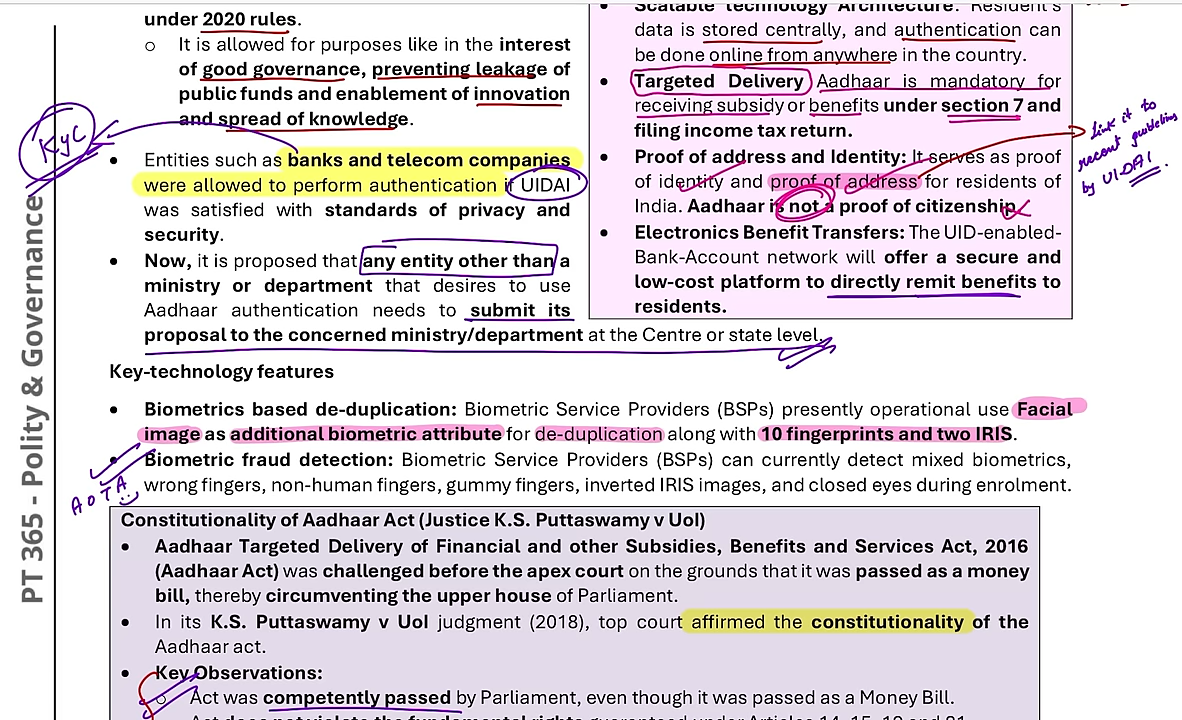 under 2020 rules.
o It is allowed for purposes like in the interest
of good governance, preventing leakage of
public funds and enablement of innovation
and spread of knowledge.
• Entities such as banks and telecom companies
were allowed to perform authentication if UIDAI
was satisfied with standards of privacy and
security.
• Now, it is proposed that any entity other than a
ministry or department that desires to use
Aadhaar authentication needs to submit its
proposal to the concerned ministry/department at the Centre or state level.
KYC
Scalable Technology Architecture: Resident's
data is stored centrally, and authentication can
be done online from anywhere in the country.
• Targeted Delivery Aadhaar is mandatory for
receiving subsidy or benefits under section 7 and
filing income tax return.
• Proof of address and Identity: It serves as proof
of identity and proof of address for residents of
India. Aadhaar is not a proof of citizenship
• Electronics Benefit Transfers: The UID-enabled-
Bank-Account network will offer a secure and
low-cost platform to directly remit benefits to
residents.
Link it to
recent guidelines
by UIDAI.
PT 365 - Polity & Governance
Key-technology features
• Biometrics based de-duplication: Biometric Service Providers (BSPs) presently operational use Facial
image as additional biometric attribute for de-duplication along with 10 fingerprints and two IRIS.
• Biometric fraud detection: Biometric Service Providers (BSPs) can currently detect mixed biometrics,
wrong fingers, non-human fingers, gummy fingers, inverted IRIS images, and closed eyes during enrolment.
AOTA
Constitutionality of Aadhaar Act (Justice K.S. Puttaswamy v UoI)
• Aadhaar Targeted Delivery of Financial and other Subsidies, Benefits and Services Act, 2016
(Aadhaar Act) was challenged before the apex court on the grounds that it was passed as a money
bill, thereby circumventing the upper house of Parliament.
• In its K.S. Puttaswamy v UoI judgment (2018), top court affirmed the constitutionality of the
Aadhaar act.
• Key Observations:
o Act was competently passed by Parliament, even though it was passed as a Money Bill.
Act does not violate the fundamental rights guaranteed under Articles 14, 15, 19 and 21